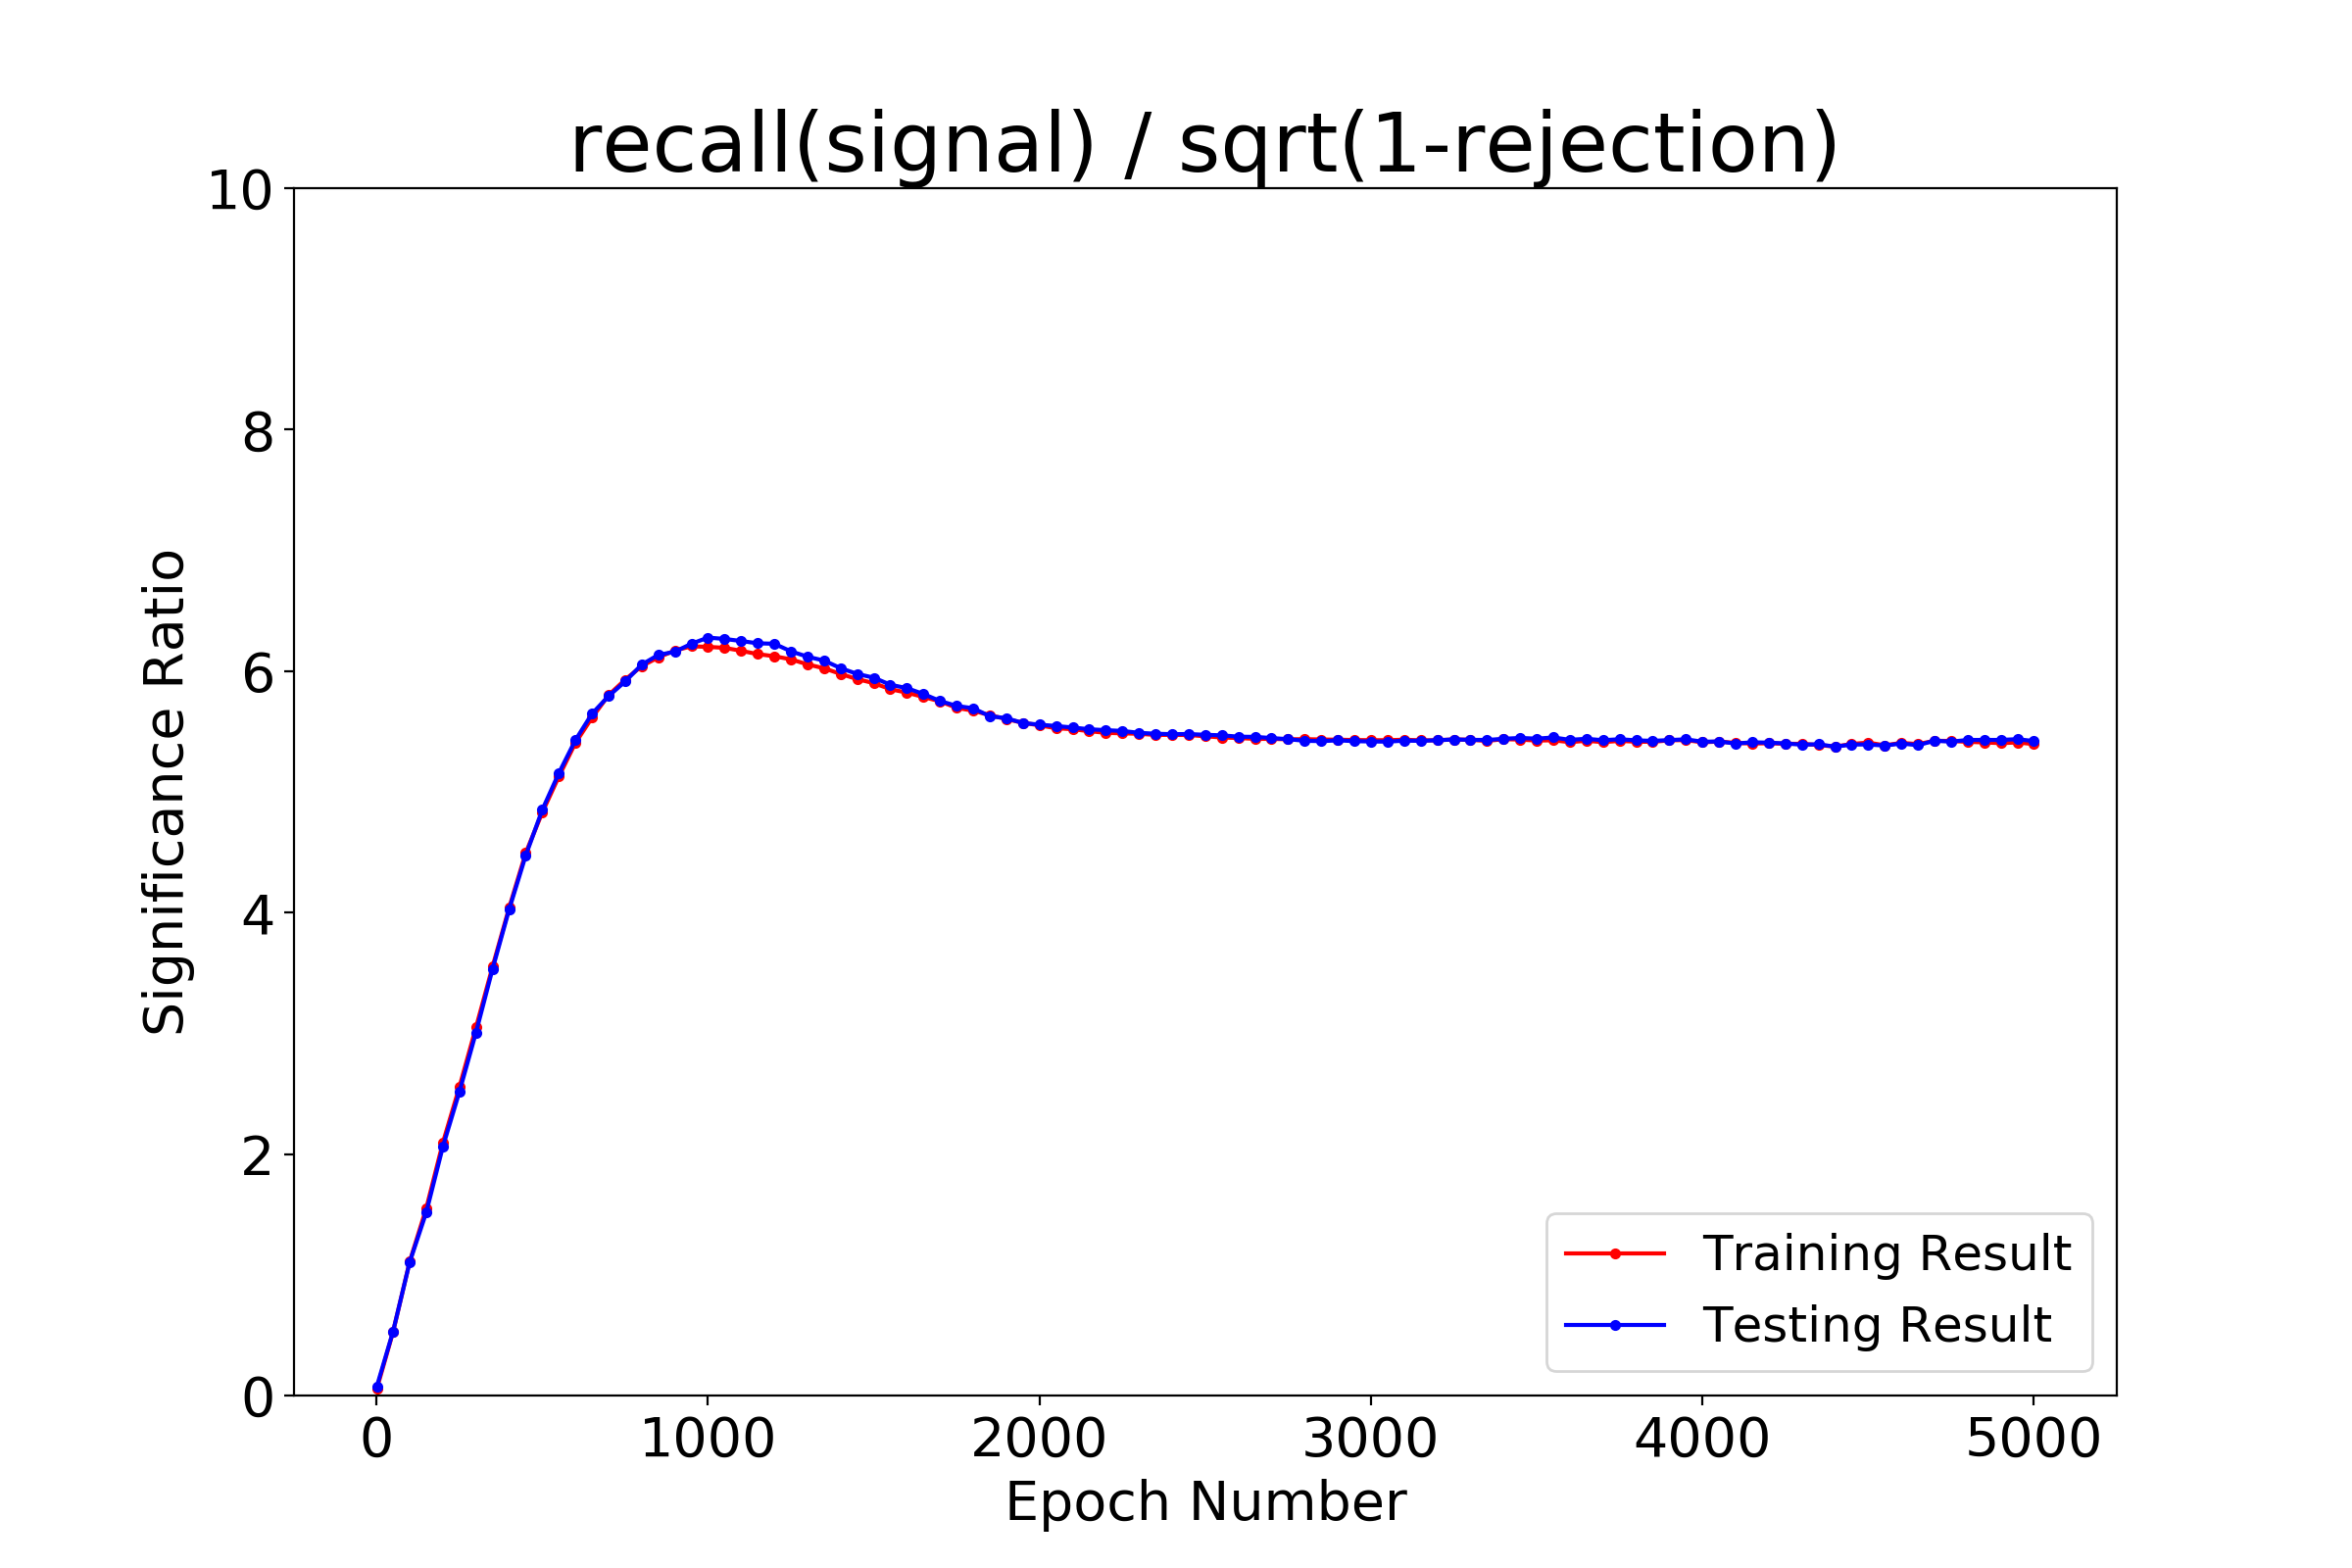 recall(signal) / sqrt(1-rejection)
10
8
6
4
2
0
Significance Ratio
0 1000 2000 3000 4000 5000
Epoch Number
Training Result
Testing Result